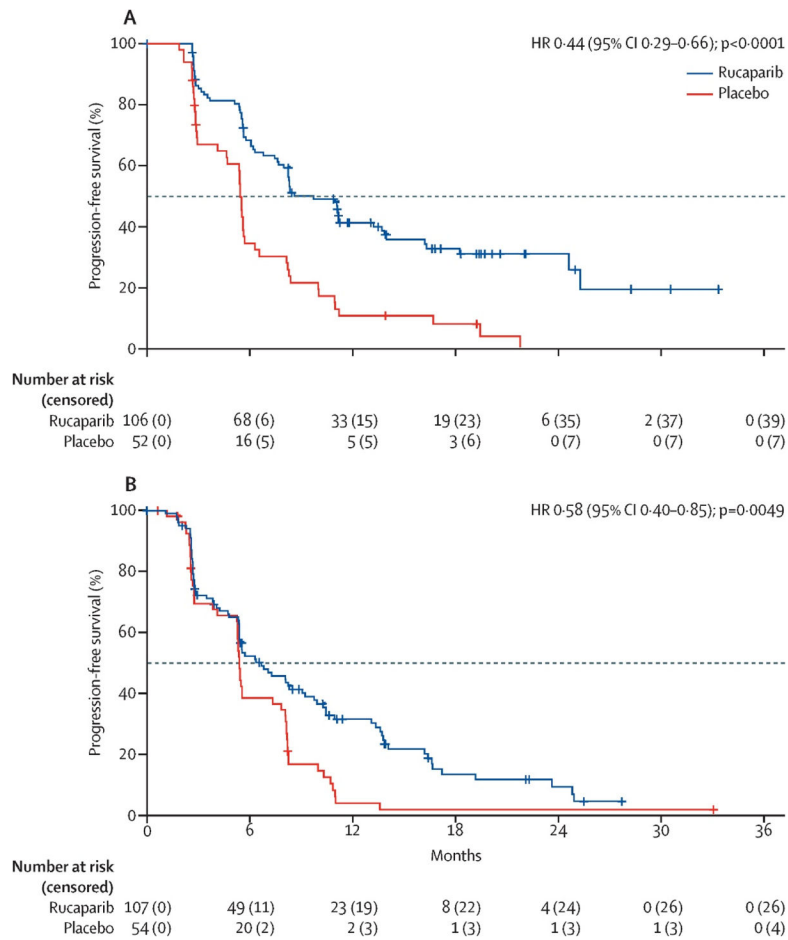 A
HR 0·44 (95% CI 0·29–0·66); p<0·0001
Rucaparib
Placebo
Progression-free survival (%)
100
80
60
40
20
0
Number at risk
(censored)
Rucaparib 106 (0) 68 (6) 33 (15) 19 (23) 6 (35) 2 (37) 0 (39)
Placebo 52 (0) 16 (5) 5 (5) 3 (6) 0 (7) 0 (7) 0 (7)
B
HR 0·58 (95% CI 0·40–0·85); p=0·0049
Progression-free survival (%)
100
80
60
40
20
0
0 6 12 18 24 30 36
Months
Number at risk
(censored)
Rucaparib 107 (0) 49 (11) 23 (19) 8 (22) 4 (24) 0 (26) 0 (26)
Placebo 54 (0) 20 (2) 2 (3) 1 (3) 1 (3) 1 (3) 0 (4)